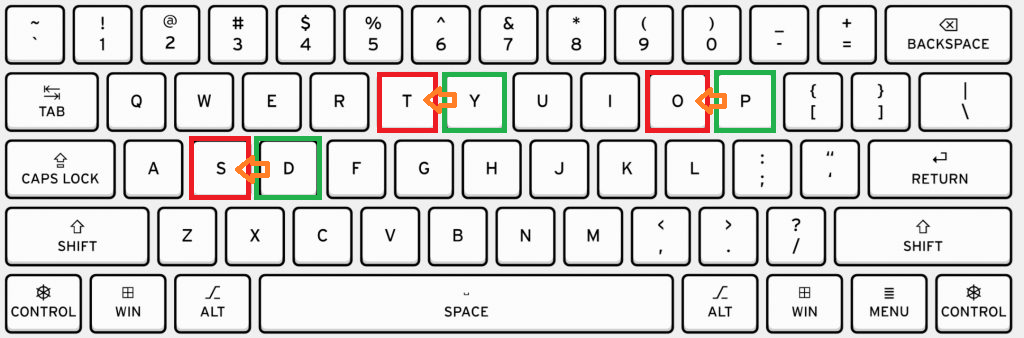 ~ ! @ # $ % ^ & * ( ) _ +
` 1 2 3 4 5 6 7 8 9 0 - = BACKSPACE
TAB Q W E R T Y U I O P { [ } ] | \
CAPS LOCK A S D F G H J K L : ; “ ‘ RETURN
SHIFT Z X C V B N M < , > . ? / SHIFT
CONTROL WIN ALT SPACE ALT WIN MENU CONTROL